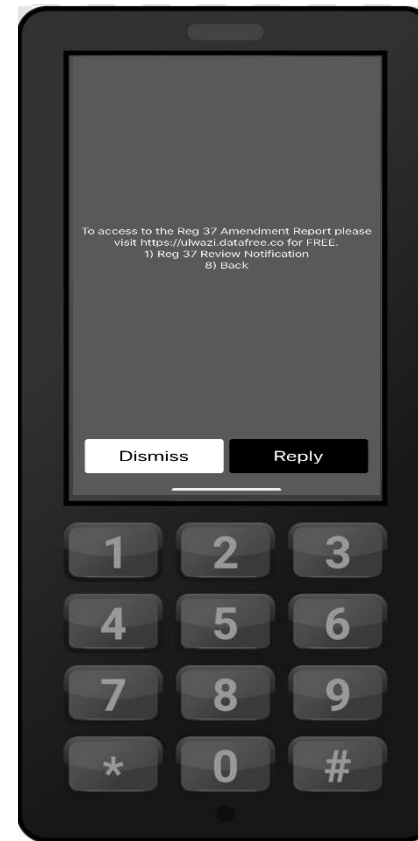 To access to the Reg 37 Amendment Report please
visit https://ulwazi.datafree.co for FREE.
1) Reg 37 Review Notification
8) Back
Dismiss Reply
1 2 3
4 5 6
7 8 9
* 0 #